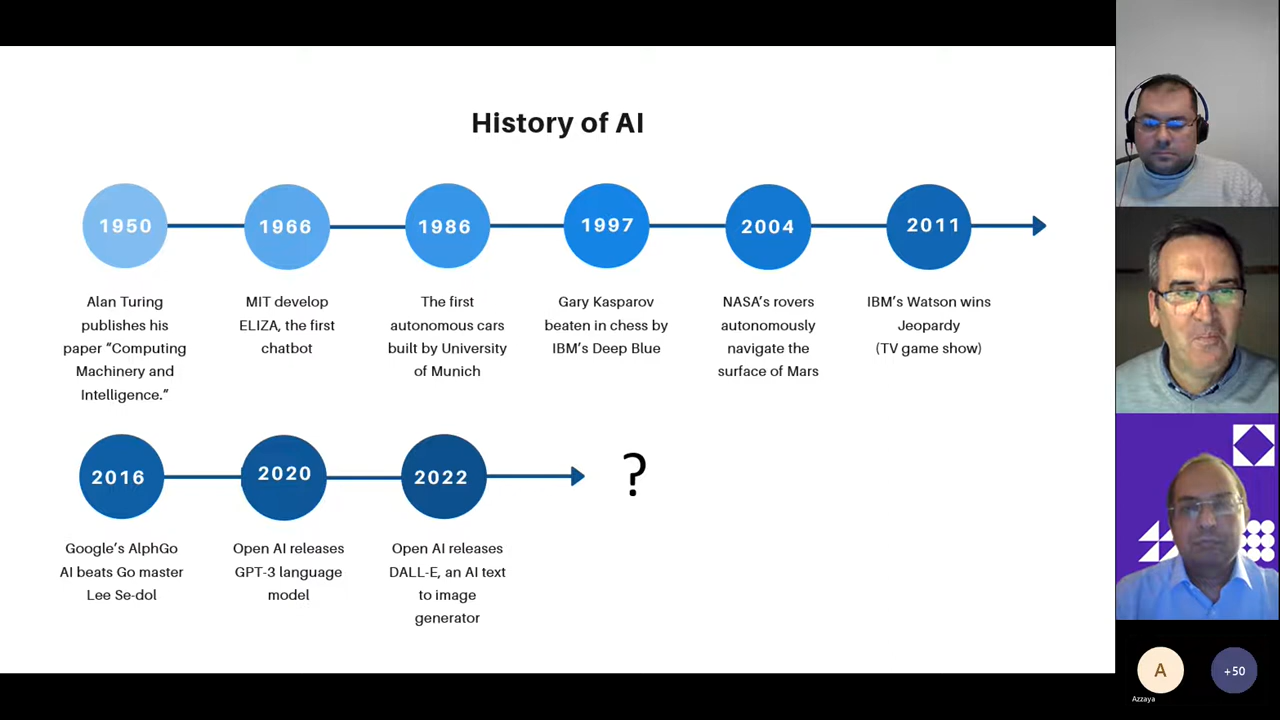 History of AI
1950
1966
1986
1997
2004
2011
Alan Turing
publishes his
paper “Computing
Machinery and
Intelligence.”
MIT develop
ELIZA, the first
chatbot
The first
autonomous cars
built by University
of Munich
Gary Kasparov
beaten in chess by
IBM’s Deep Blue
NASA’s rovers
autonomously
navigate the
surface of Mars
IBM’s Watson wins
Jeopardy
(TV game show)
2016
2020
2022
?
Google’s AlphGo
AI beats Go master
Lee Se-dol
Open AI releases
GPT-3 language
model
Open AI releases
DALL-E, an AI text
to image
generator
A
Azzaya
+50